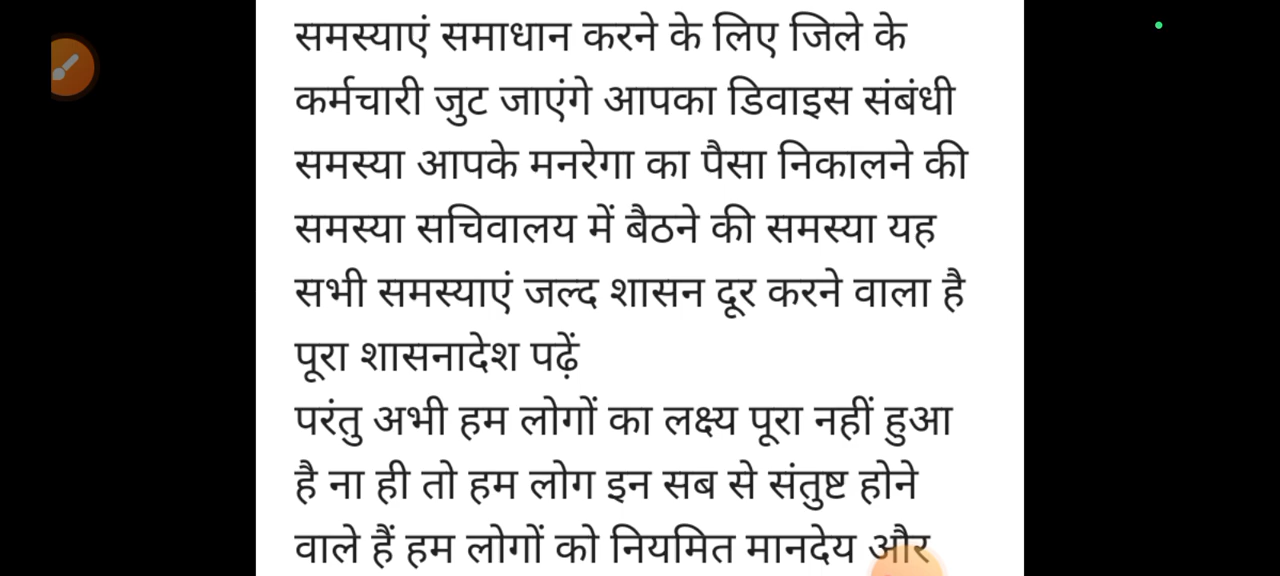 समस्याएं समाधान करने के लिए जिले के
कर्मचारी जुट जाएंगे आपका डिवाइस संबंधी
समस्या आपके मनरेगा का पैसा निकालने की
समस्या सचिवालय में बैठने की समस्या यह
सभी समस्याएं जल्द शासन दूर करने वाला है
पूरा शासनादेश पढ़ें
परंतु अभी हम लोगों का लक्ष्य पूरा नहीं हुआ
है ना ही तो हम लोग इन सब से संतुष्ट होने
वाले हैं हम लोगों को नियमित मानदेय और